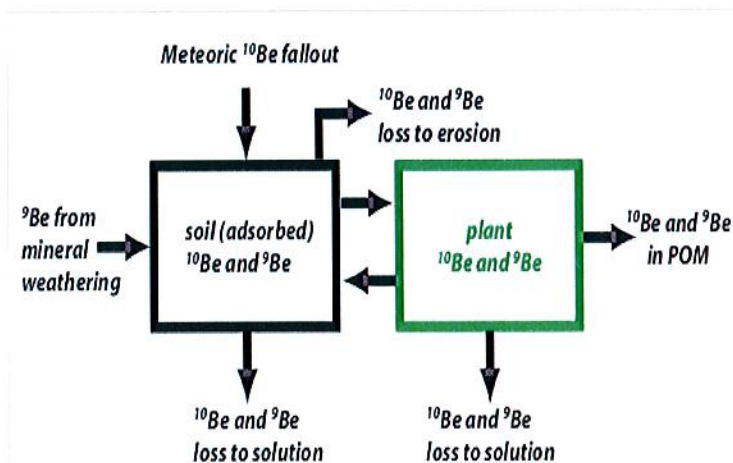 Meteoric ¹⁰Be fallout
¹⁰Be and ⁹Be
loss to erosion
⁹Be from
mineral
weathering
soil (adsorbed)
¹⁰Be and ⁹Be
plant
¹⁰Be and ⁹Be
¹⁰Be and ⁹Be
in POM
¹⁰Be and ⁹Be
loss to solution
¹⁰Be and ⁹Be
loss to solution